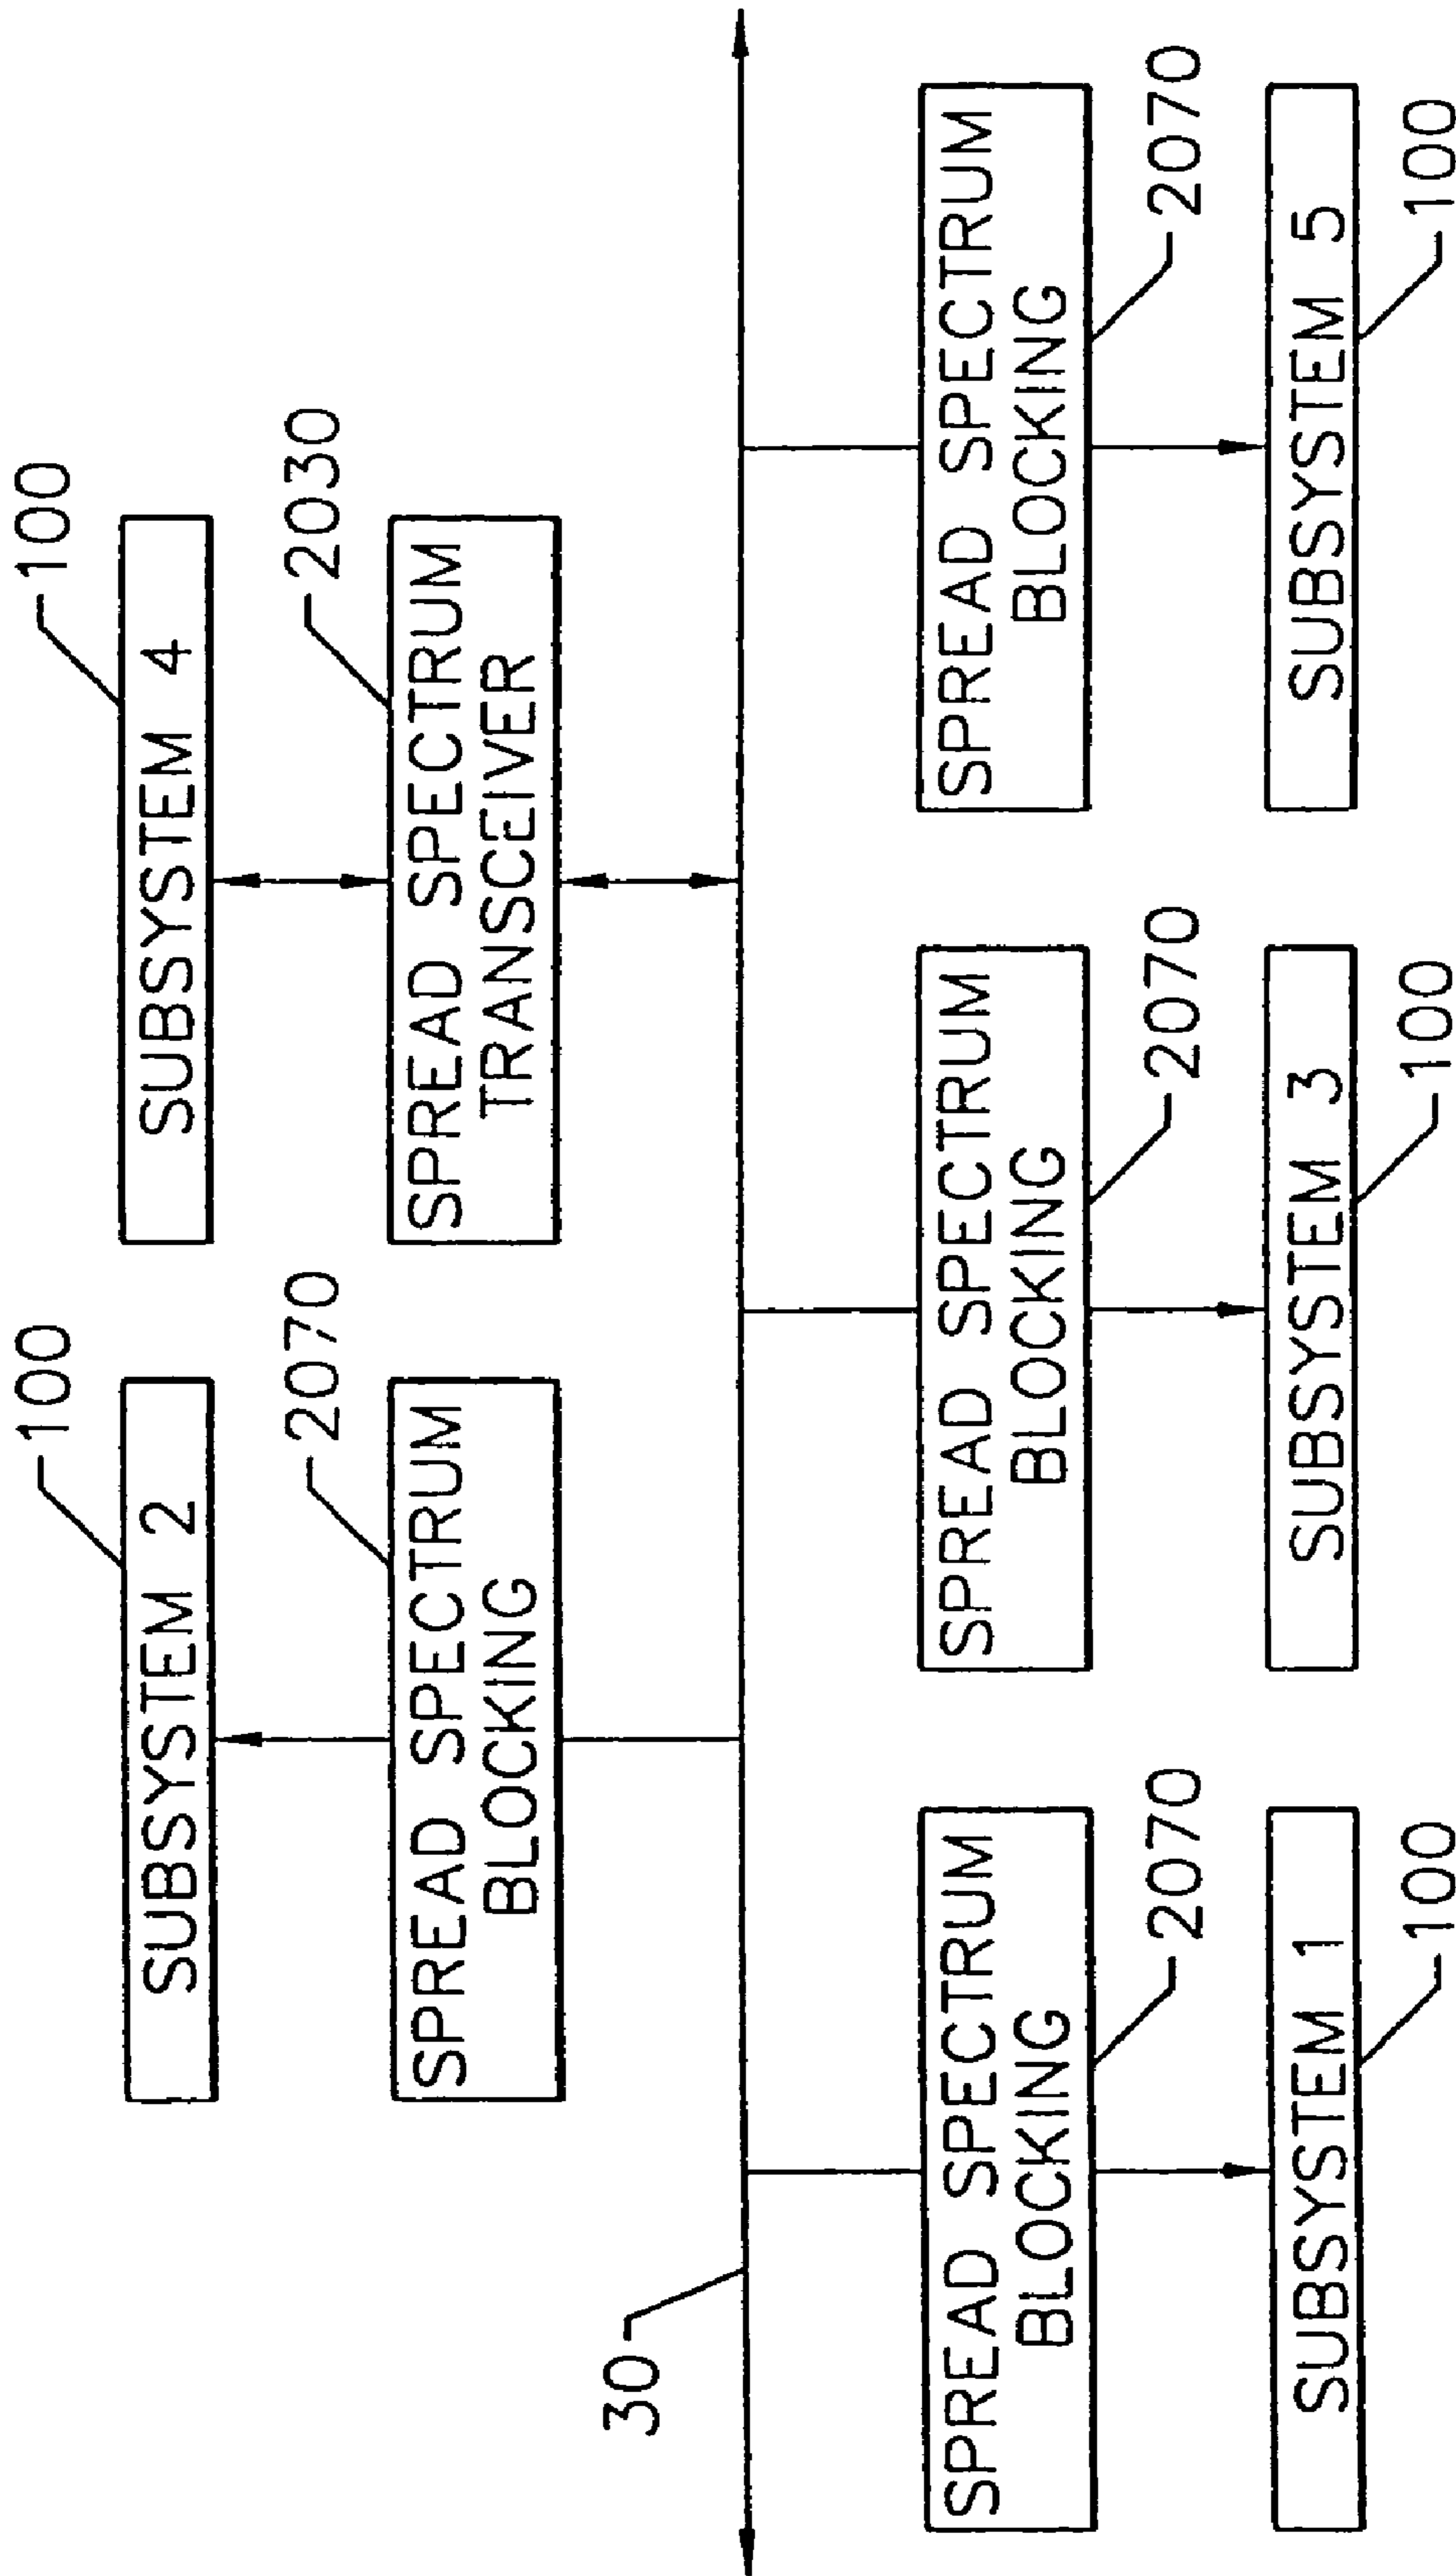 100
SUBSYSTEM 2
2070
SPREAD SPECTRUM
BLOCKING
100
SUBSYSTEM 4
2030
SPREAD SPECTRUM
TRANSCEIVER
30
SPREAD SPECTRUM
BLOCKING
2070
SUBSYSTEM 1
100
SPREAD SPECTRUM
BLOCKING
2070
SUBSYSTEM 3
100
SPREAD SPECTRUM
BLOCKING
2070
SUBSYSTEM 5
100